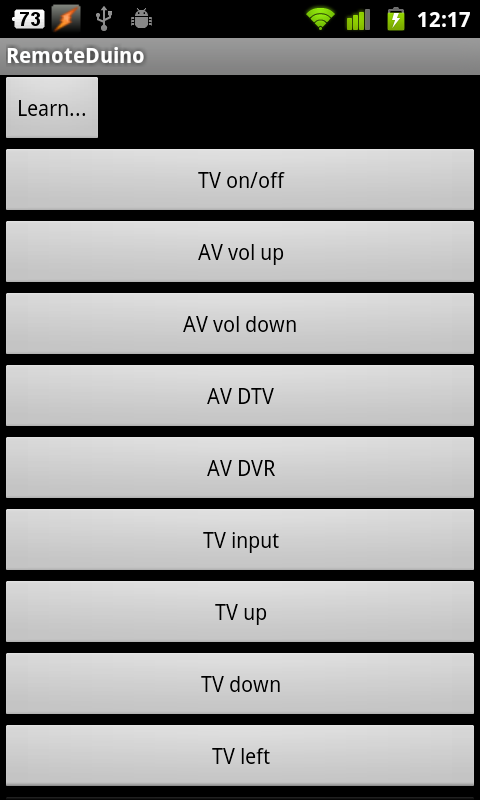 73
12:17
RemoteDuino
Learn...
TV on/off
AV vol up
AV vol down
AV DTV
AV DVR
TV input
TV up
TV down
TV left